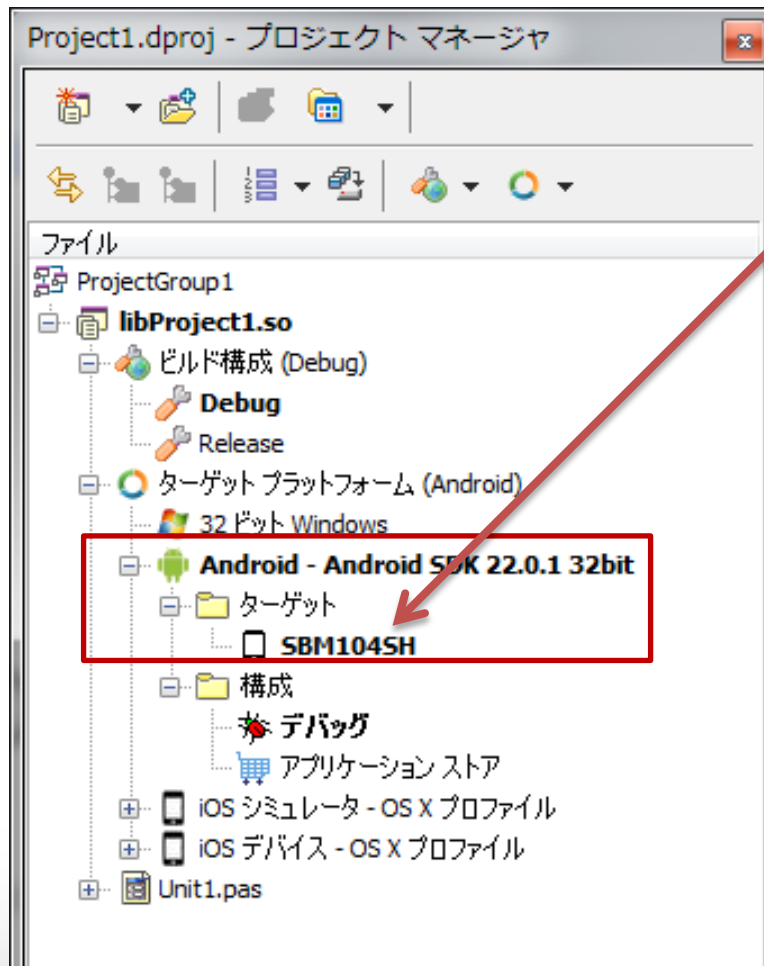 Project1.dproj - プロジェクト マネージャ
ファイル
ProjectGroup1
libProject1.so
ビルド構成 (Debug)
Debug
Release
ターゲット プラットフォーム (Android)
32 ビット Windows
Android - Android SDK 22.0.1 32bit
ターゲット
SBM104SH
構成
デバッグ
アプリケーション ストア
iOS シミュレータ - OS X プロファイル
iOS デバイス - OS X プロファイル
Unit1.pas